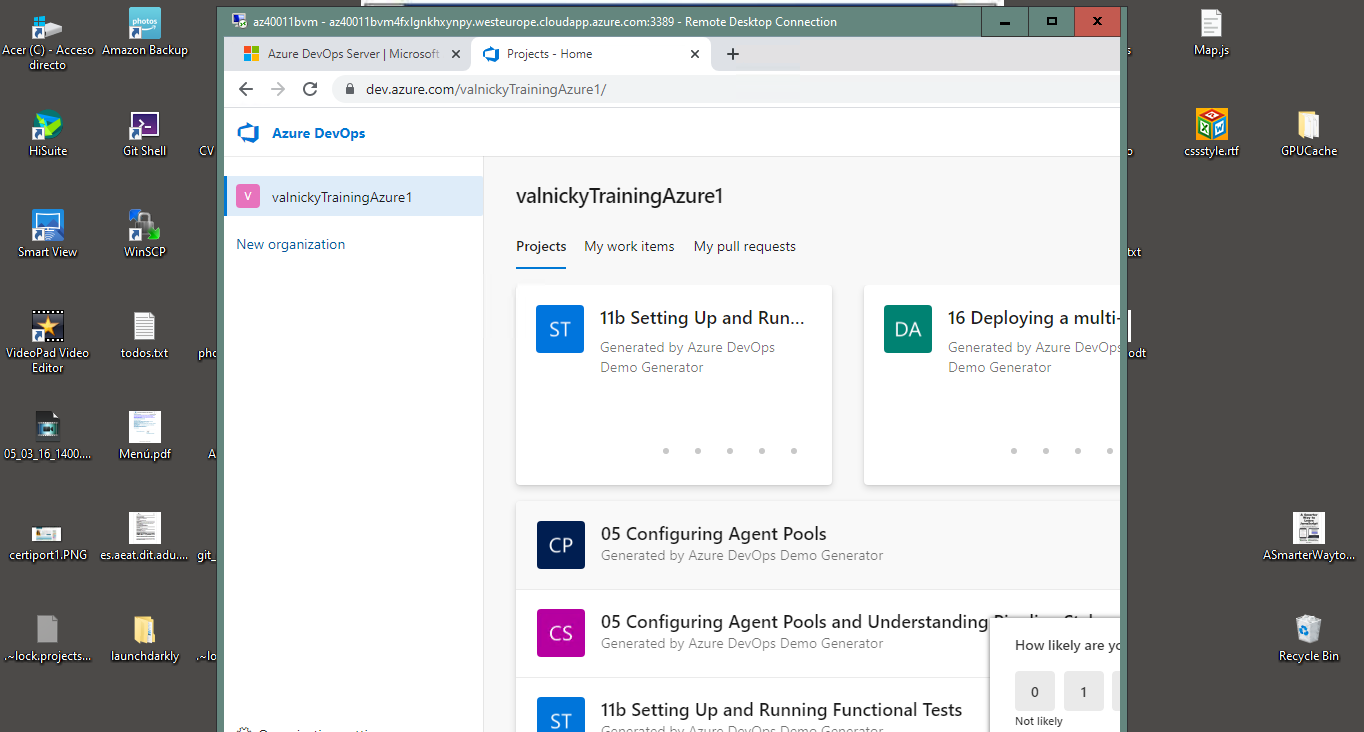 az40011bvm - az40011bvm4fxlgnkhxynpy.westeurope.cloudapp.azure.com:3389 - Remote Desktop Connection
Azure DevOps Server | Microsoft
Projects - Home
dev.azure.com/valnickyTrainingAzure1/
Azure DevOps
V
valnickyTrainingAzure1
New organization
valnickyTrainingAzure1
Projects
My work items
My pull requests
ST
11b Setting Up and Run...
Generated by Azure DevOps
Demo Generator
DA
16 Deploying a multi-
Generated by Azure DevOps
Demo Generator
CP
05 Configuring Agent Pools
Generated by Azure DevOps Demo Generator
CS
05 Configuring Agent Pools and Understanding
Generated by Azure DevOps Demo Generator
ST
11b Setting Up and Running Functional Tests
Generated by Azure DevOps Demo Generator
How likely are yo
0
1
Not likely
Acer (C) - Acceso
directo
Amazon Backup
photos
HiSuite
Git Shell
CV
Smart View
WinSCP
VideoPad Video
Editor
todos.txt
pho
05_03_16_1400....
Menú.pdf
A
certiport1.PNG
es.aeat.dit.adu....
git_
.~lock.projects...
launchdarkly
.~lo
s
Map.js
o
cssstyle.rtf
GPUCache
txt
odt
ASmarterWayto...
Recycle Bin